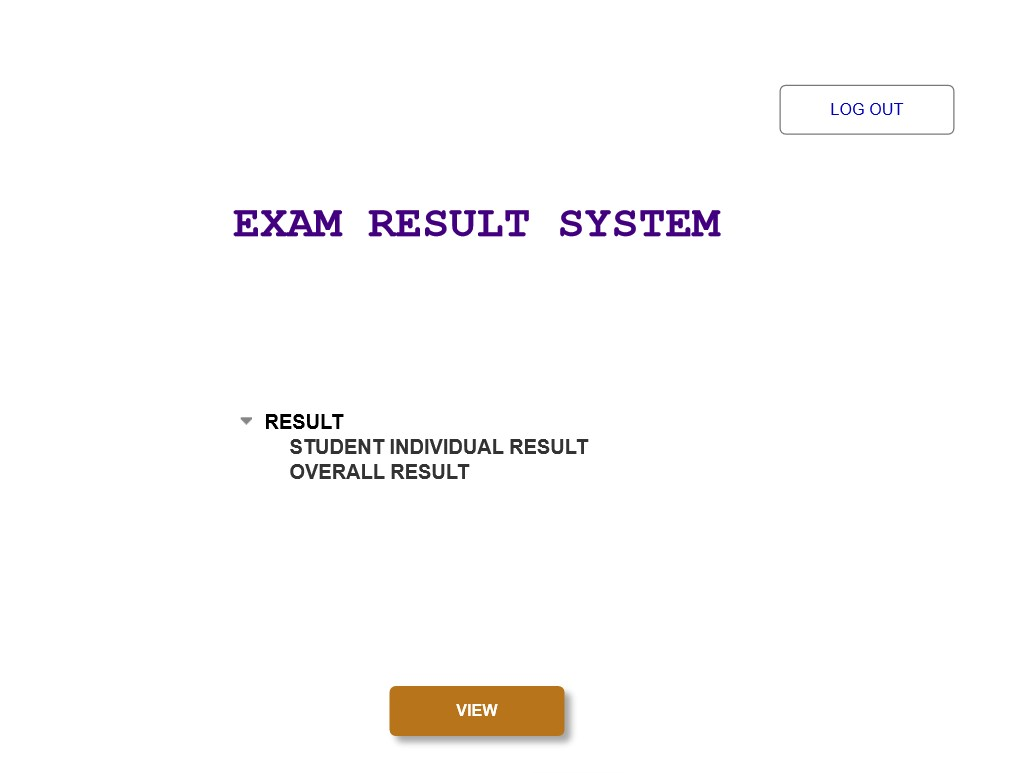 LOG OUT
EXAM RESULT SYSTEM
RESULT
STUDENT INDIVIDUAL RESULT
OVERALL RESULT
VIEW